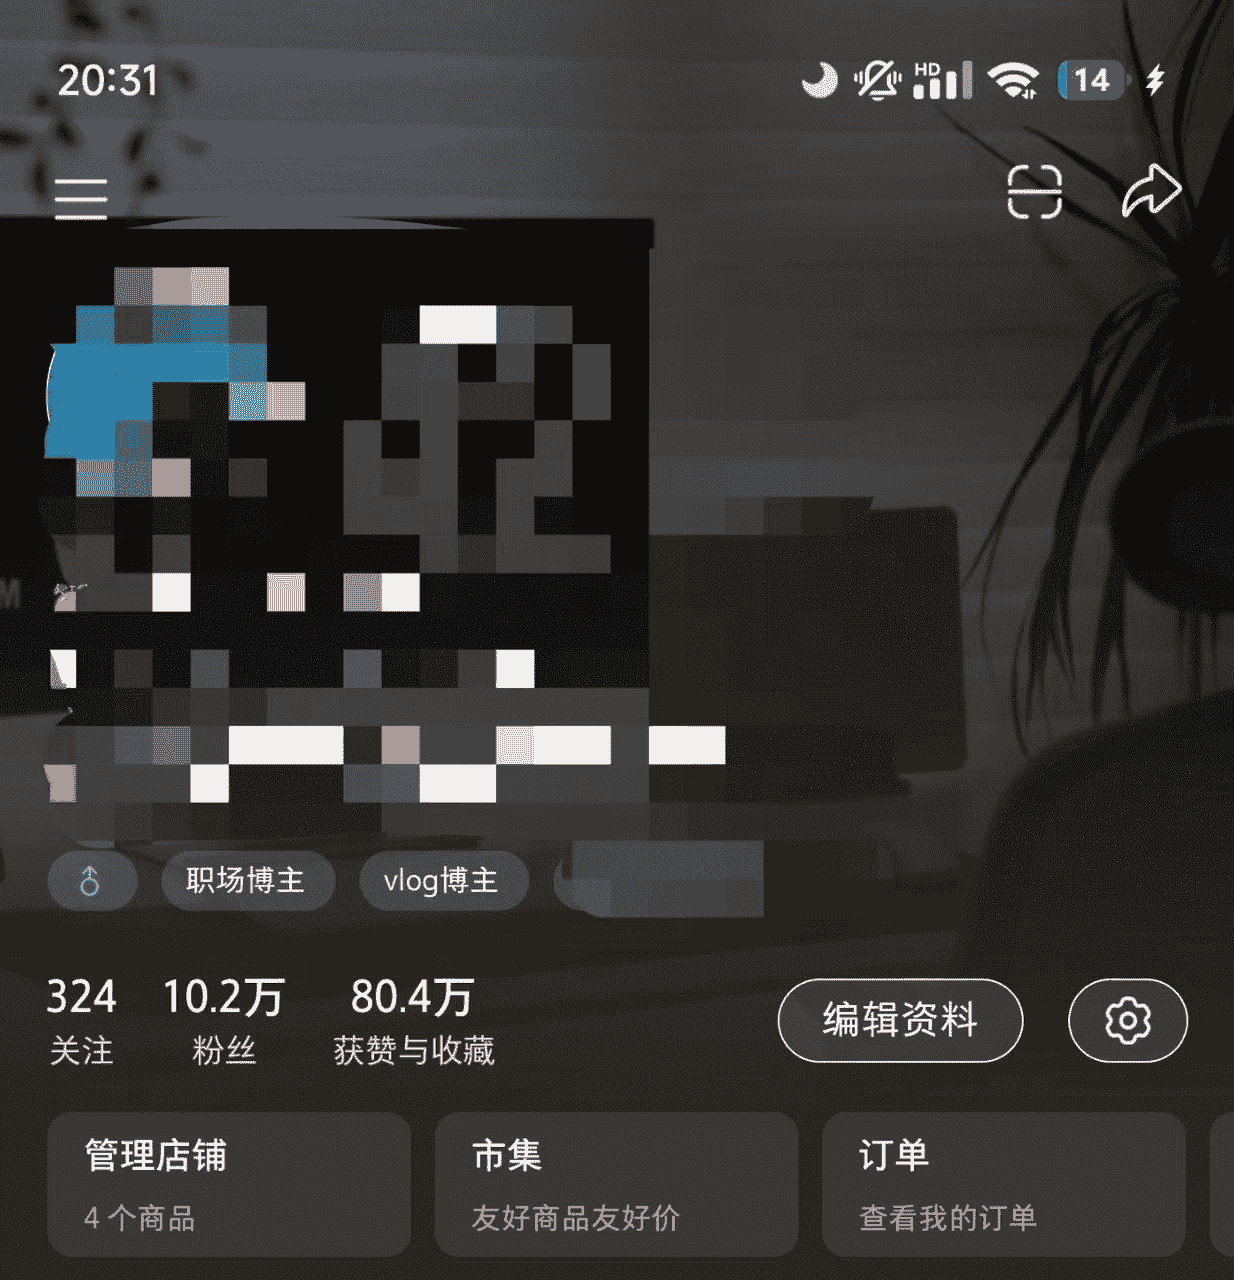 20:31
HD
14
M
职场博主
vlog博主
324 10.2万 80.4万
关注 粉丝 获赞与收藏
编辑资料
管理店铺 市集 订单
4 个商品 友好商品友好价 查看我的订单